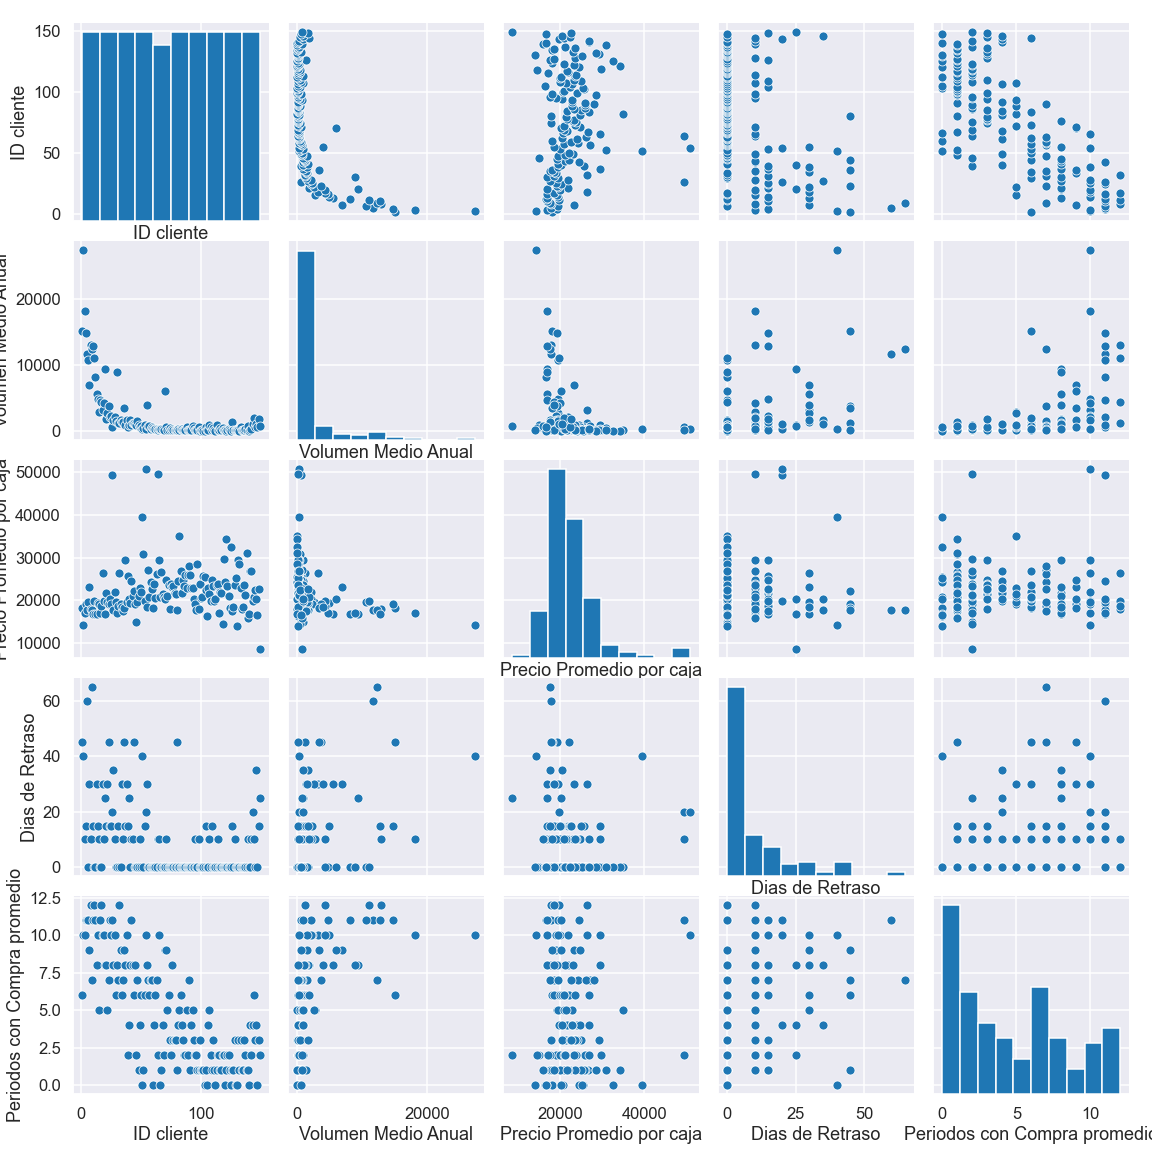 150
100
50
0
ID cliente
ID cliente
20000
10000
0
Volumen Medio Anual
Volumen Medio Anual
50000
40000
30000
20000
10000
Precio Promedio por caja
Precio Promedio por caja
60
40
20
0
Dias de Retraso
Dias de Retraso
12.5
10.0
7.5
5.0
2.5
0.0
Periodos con Compra promedio
0 100
0 20000
20000 40000
0 25 50
0 5 10
ID cliente
Volumen Medio Anual
Precio Promedio por caja
Dias de Retraso
Periodos con Compra promedio